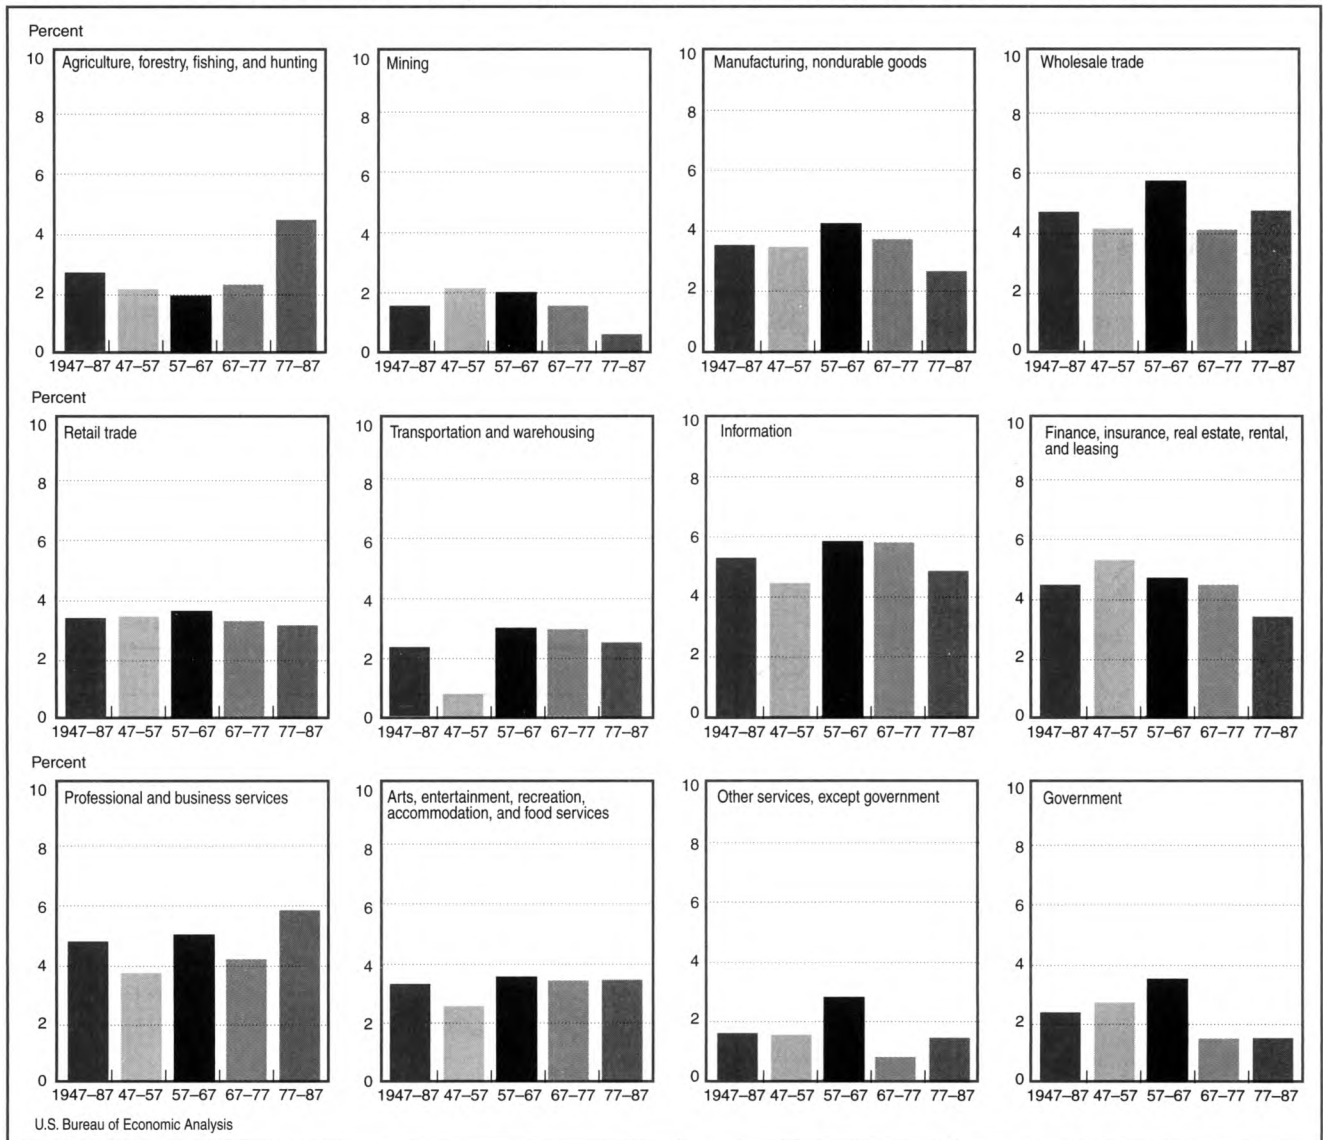 Percent
10 Agriculture, forestry, fishing, and hunting
8
6
4
2
0
1947–87 47–57 57–67 67–77 77–87
10 Mining
8
6
4
2
0
1947–87 47–57 57–67 67–77 77–87
10 Manufacturing, nondurable goods
8
6
4
2
0
1947–87 47–57 57–67 67–77 77–87
10 Wholesale trade
8
6
4
2
0
1947–87 47–57 57–67 67–77 77–87
Percent
10 Retail trade
8
6
4
2
0
1947–87 47–57 57–67 67–77 77–87
10 Transportation and warehousing
8
6
4
2
0
1947–87 47–57 57–67 67–77 77–87
10 Information
8
6
4
2
0
1947–87 47–57 57–67 67–77 77–87
10 Finance, insurance, real estate, rental,
and leasing
8
6
4
2
0
1947–87 47–57 57–67 67–77 77–87
Percent
10 Professional and business services
8
6
4
2
0
1947–87 47–57 57–67 67–77 77–87
10 Arts, entertainment, recreation,
accommodation, and food services
8
6
4
2
0
1947–87 47–57 57–67 67–77 77–87
10 Other services, except government
8
6
4
2
0
1947–87 47–57 57–67 67–77 77–87
10 Government
8
6
4
2
0
1947–87 47–57 57–67 67–77 77–87
U.S. Bureau of Economic Analysis